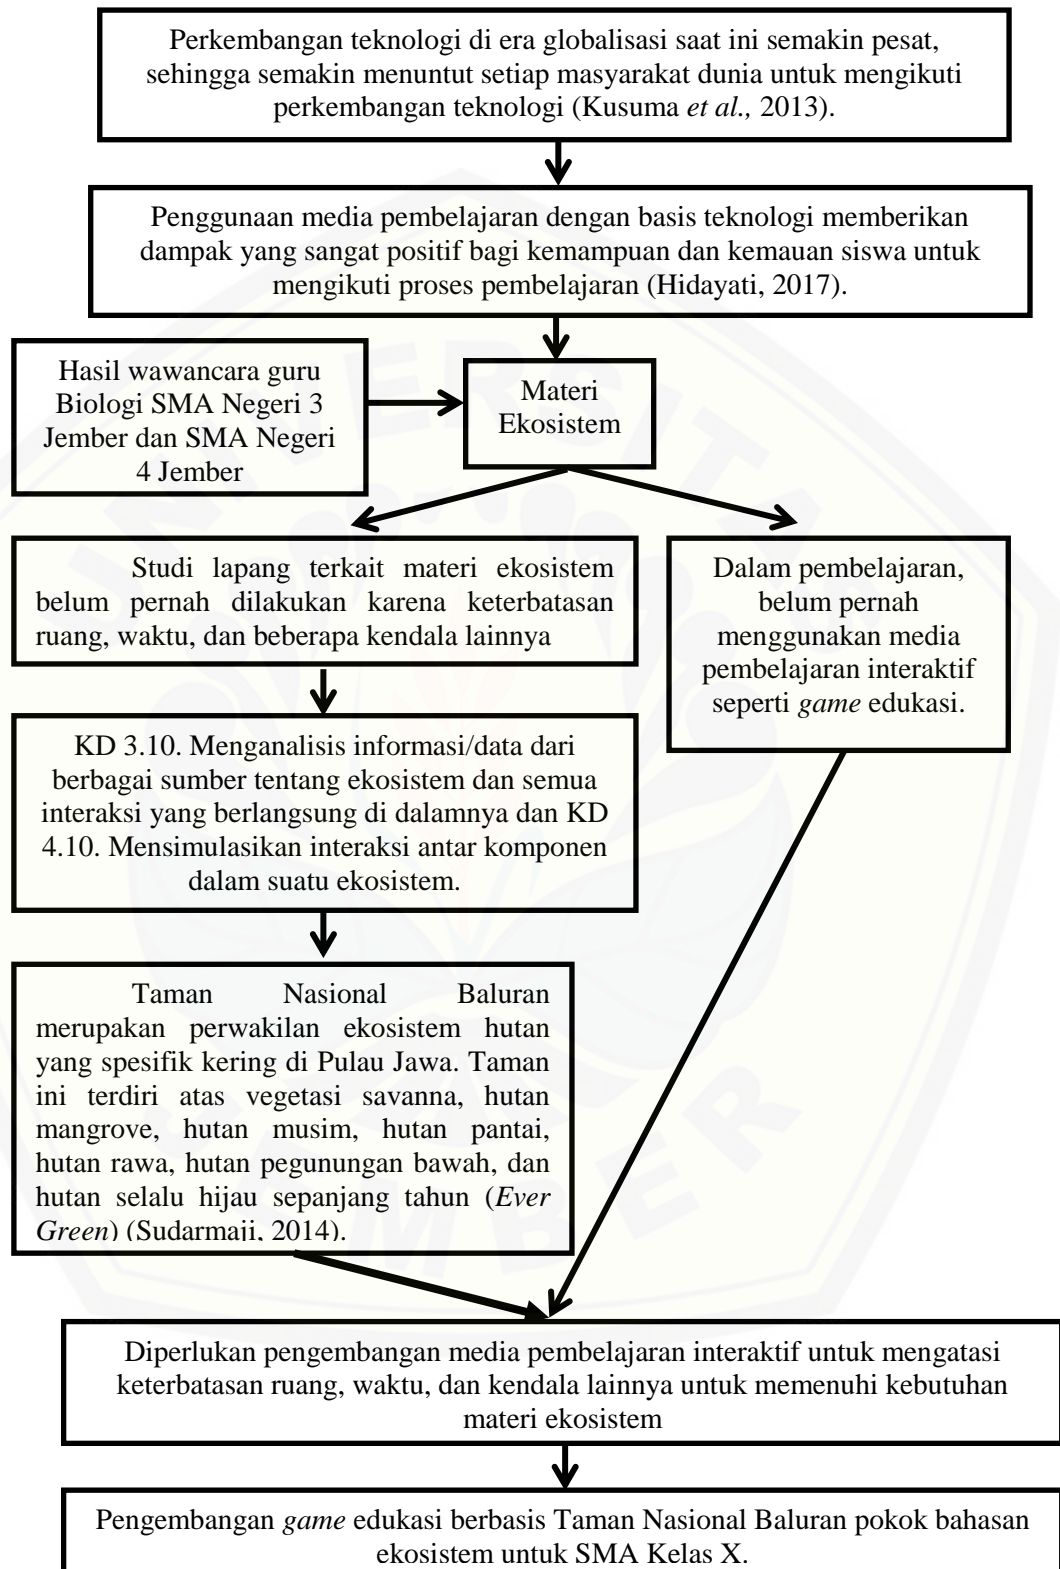 Perkembangan teknologi di era globalisasi saat ini semakin pesat,
sehingga semakin menuntut setiap masyarakat dunia untuk mengikuti
perkembangan teknologi (Kusuma et al., 2013).
Penggunaan media pembelajaran dengan basis teknologi memberikan
dampak yang sangat positif bagi kemampuan dan kemauan siswa untuk
mengikuti proses pembelajaran (Hidayati, 2017).
Hasil wawancara guru
Biologi SMA Negeri 3
Jember dan SMA Negeri
4 Jember
Materi
Ekosistem
Studi lapang terkait materi ekosistem
belum pernah dilakukan karena keterbatasan
ruang, waktu, dan beberapa kendala lainnya
Dalam pembelajaran,
belum pernah
menggunakan media
pembelajaran interaktif
seperti game edukasi.
KD 3.10. Menganalisis informasi/data dari
berbagai sumber tentang ekosistem dan semua
interaksi yang berlangsung di dalamnya dan KD
4.10. Mensimulasikan interaksi antar komponen
dalam suatu ekosistem.
Taman Nasional Baluran
merupakan perwakilan ekosistem hutan
yang spesifik kering di Pulau Jawa. Taman
ini terdiri atas vegetasi savanna, hutan
mangrove, hutan musim, hutan pantai,
hutan rawa, hutan pegunungan bawah, dan
hutan selalu hijau sepanjang tahun (Ever
Green) (Sudarmaji, 2014).
Diperlukan pengembangan media pembelajaran interaktif untuk mengatasi
keterbatasan ruang, waktu, dan kendala lainnya untuk memenuhi kebutuhan
materi ekosistem
Pengembangan game edukasi berbasis Taman Nasional Baluran pokok bahasan
ekosistem untuk SMA Kelas X.
UNIVERSITAS
JEMBER